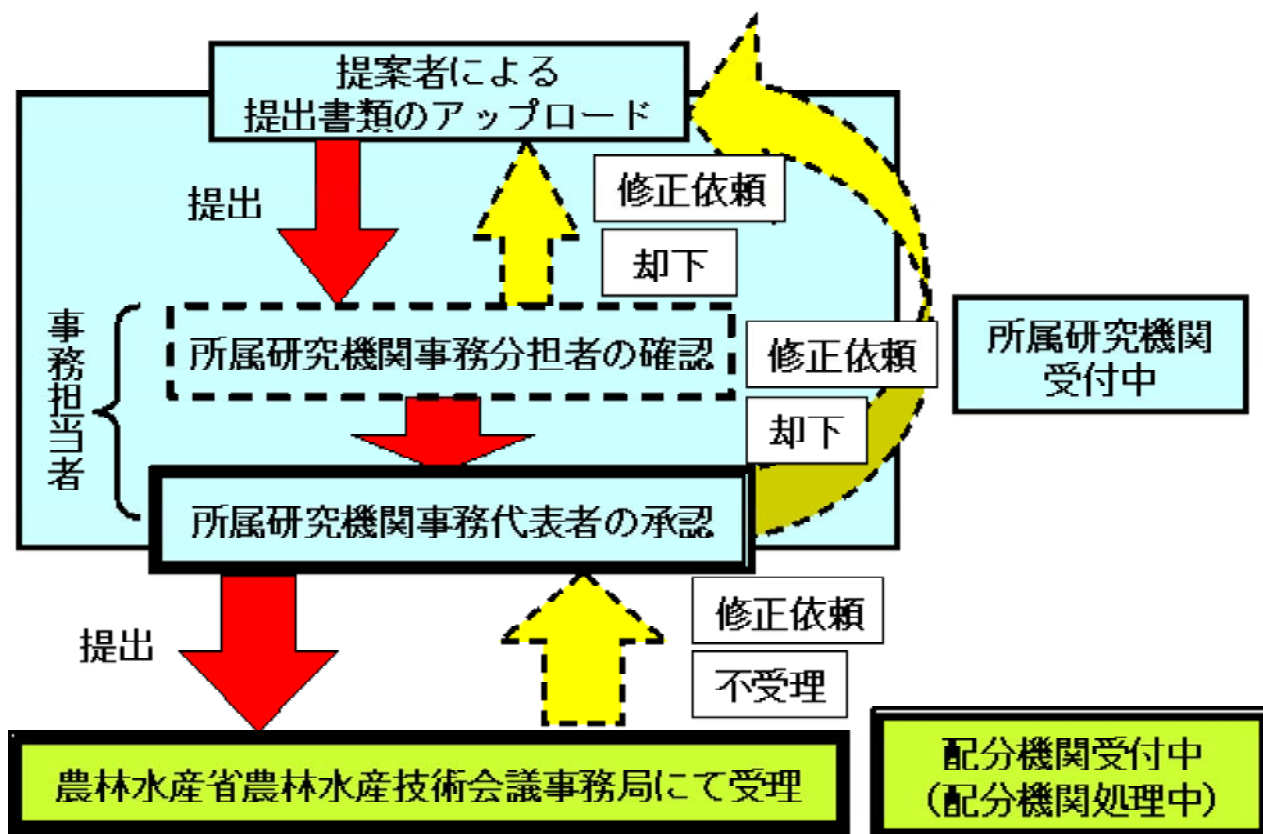 提案者による
提出書類のアップロード
提出
修正依頼
却下
事務担当者
所属研究機関事務分担者の確認
修正依頼
却下
所属研究機関
受付中
所属研究機関事務代表者の承認
提出
修正依頼
不受理
農林水産省農林水産技術会議事務局にて受理
配分機関受付中
（配分機関処理中）